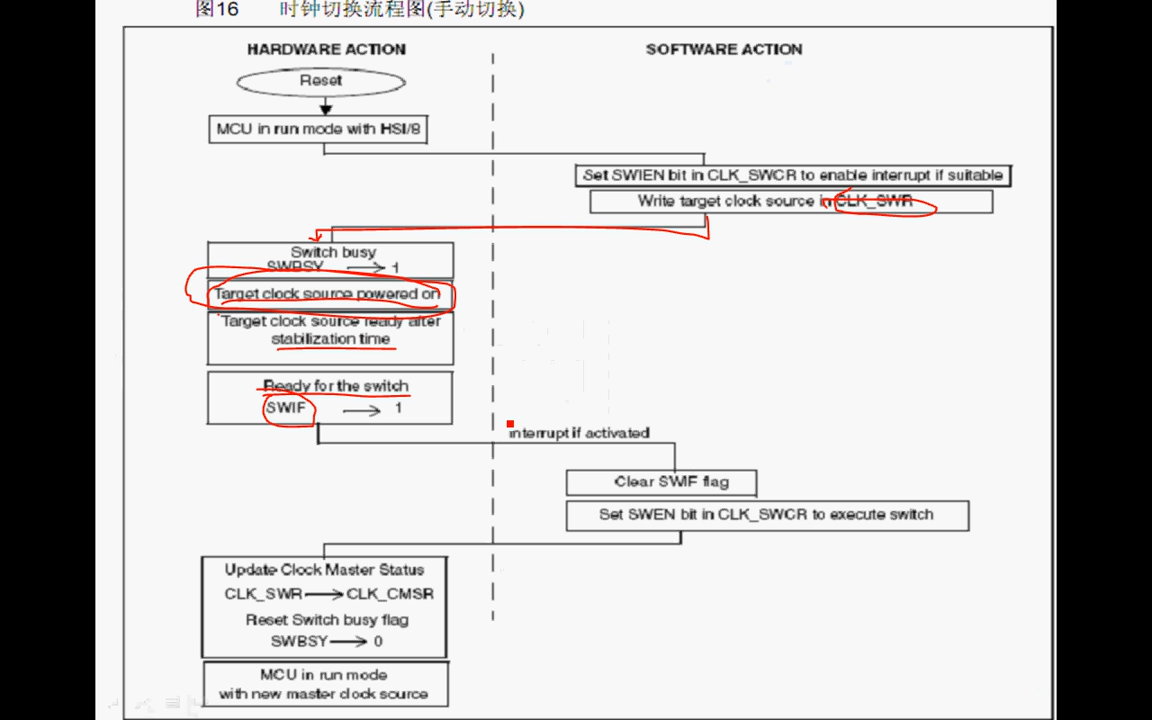 图16 时钟切换流程图(手动切换)
HARDWARE ACTION
SOFTWARE ACTION
Reset
MCU in run mode with HSI/8
Set SWIEN bit in CLK_SWCR to enable interrupt if suitable
Write target clock source in CLK_SWR
Switch busy
SWBSY → 1
Target clock source powered on
Target clock source ready after
stabilization time
Ready for the switch
SWIF → 1
interrupt if activated
Clear SWIF flag
Set SWEN bit in CLK_SWCR to execute switch
Update Clock Master Status
CLK_SWR → CLK_CMSR
Reset Switch busy flag
SWBSY → 0
MCU in run mode
with new master clock source